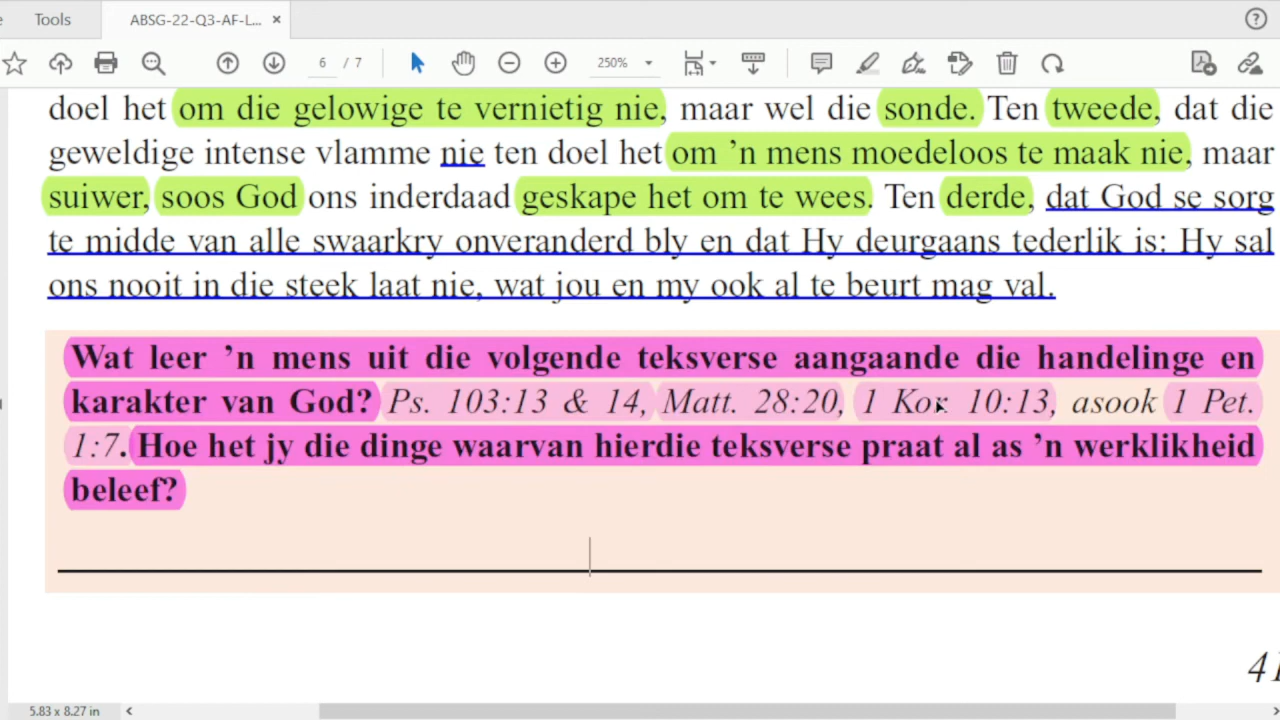 e Tools ABSG-22-Q3-AF-L... ×
6 / 7 250%
doel het om die gelowige te vernietig nie, maar wel die sonde. Ten tweede, dat die
geweldige intense vlamme nie ten doel het om ’n mens moedeloos te maak nie, maar
suiwer, soos God ons inderdaad geskape het om te wees. Ten derde, dat God se sorg
te midde van alle swaarkry onveranderd bly en dat Hy deurgaans tederlik is: Hy sal
ons nooit in die steek laat nie, wat jou en my ook al te beurt mag val.
Wat leer ’n mens uit die volgende teksverse aangaande die handelinge en
karakter van God? Ps. 103:13 & 14, Matt. 28:20, 1 Kor. 10:13, asook 1 Pet.
1:7. Hoe het jy die dinge waarvan hierdie teksverse praat al as ’n werklikheid
beleef?
41
5.83 x 8.27 in